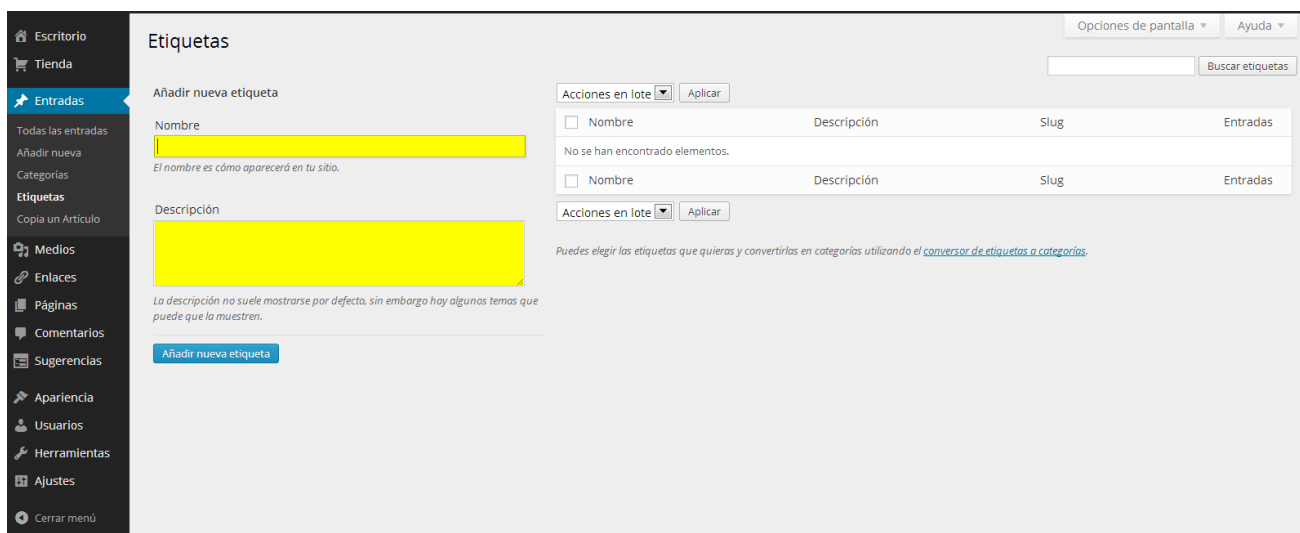 Escritorio
Tienda
Entradas
Todas las entradas
Añadir nueva
Categorías
Etiquetas
Copia un Artículo
Medios
Enlaces
Páginas
Comentarios
Sugerencias
Apariencia
Usuarios
Herramientas
Ajustes
Cerrar menú
Opciones de pantalla
Ayuda
Etiquetas
Buscar etiquetas
Añadir nueva etiqueta
Nombre
El nombre es cómo aparecerá en tu sitio.
Descripción
La descripción no suele mostrarse por defecto, sin embargo hay algunos temas que
puede que la muestren.
Añadir nueva etiqueta
Acciones en lote Aplicar
Nombre Descripción Slug Entradas
No se han encontrado elementos.
Nombre Descripción Slug Entradas
Acciones en lote Aplicar
Puedes elegir las etiquetas que quieras y convertirlas en categorías utilizando el conversor de etiquetas a categorías.